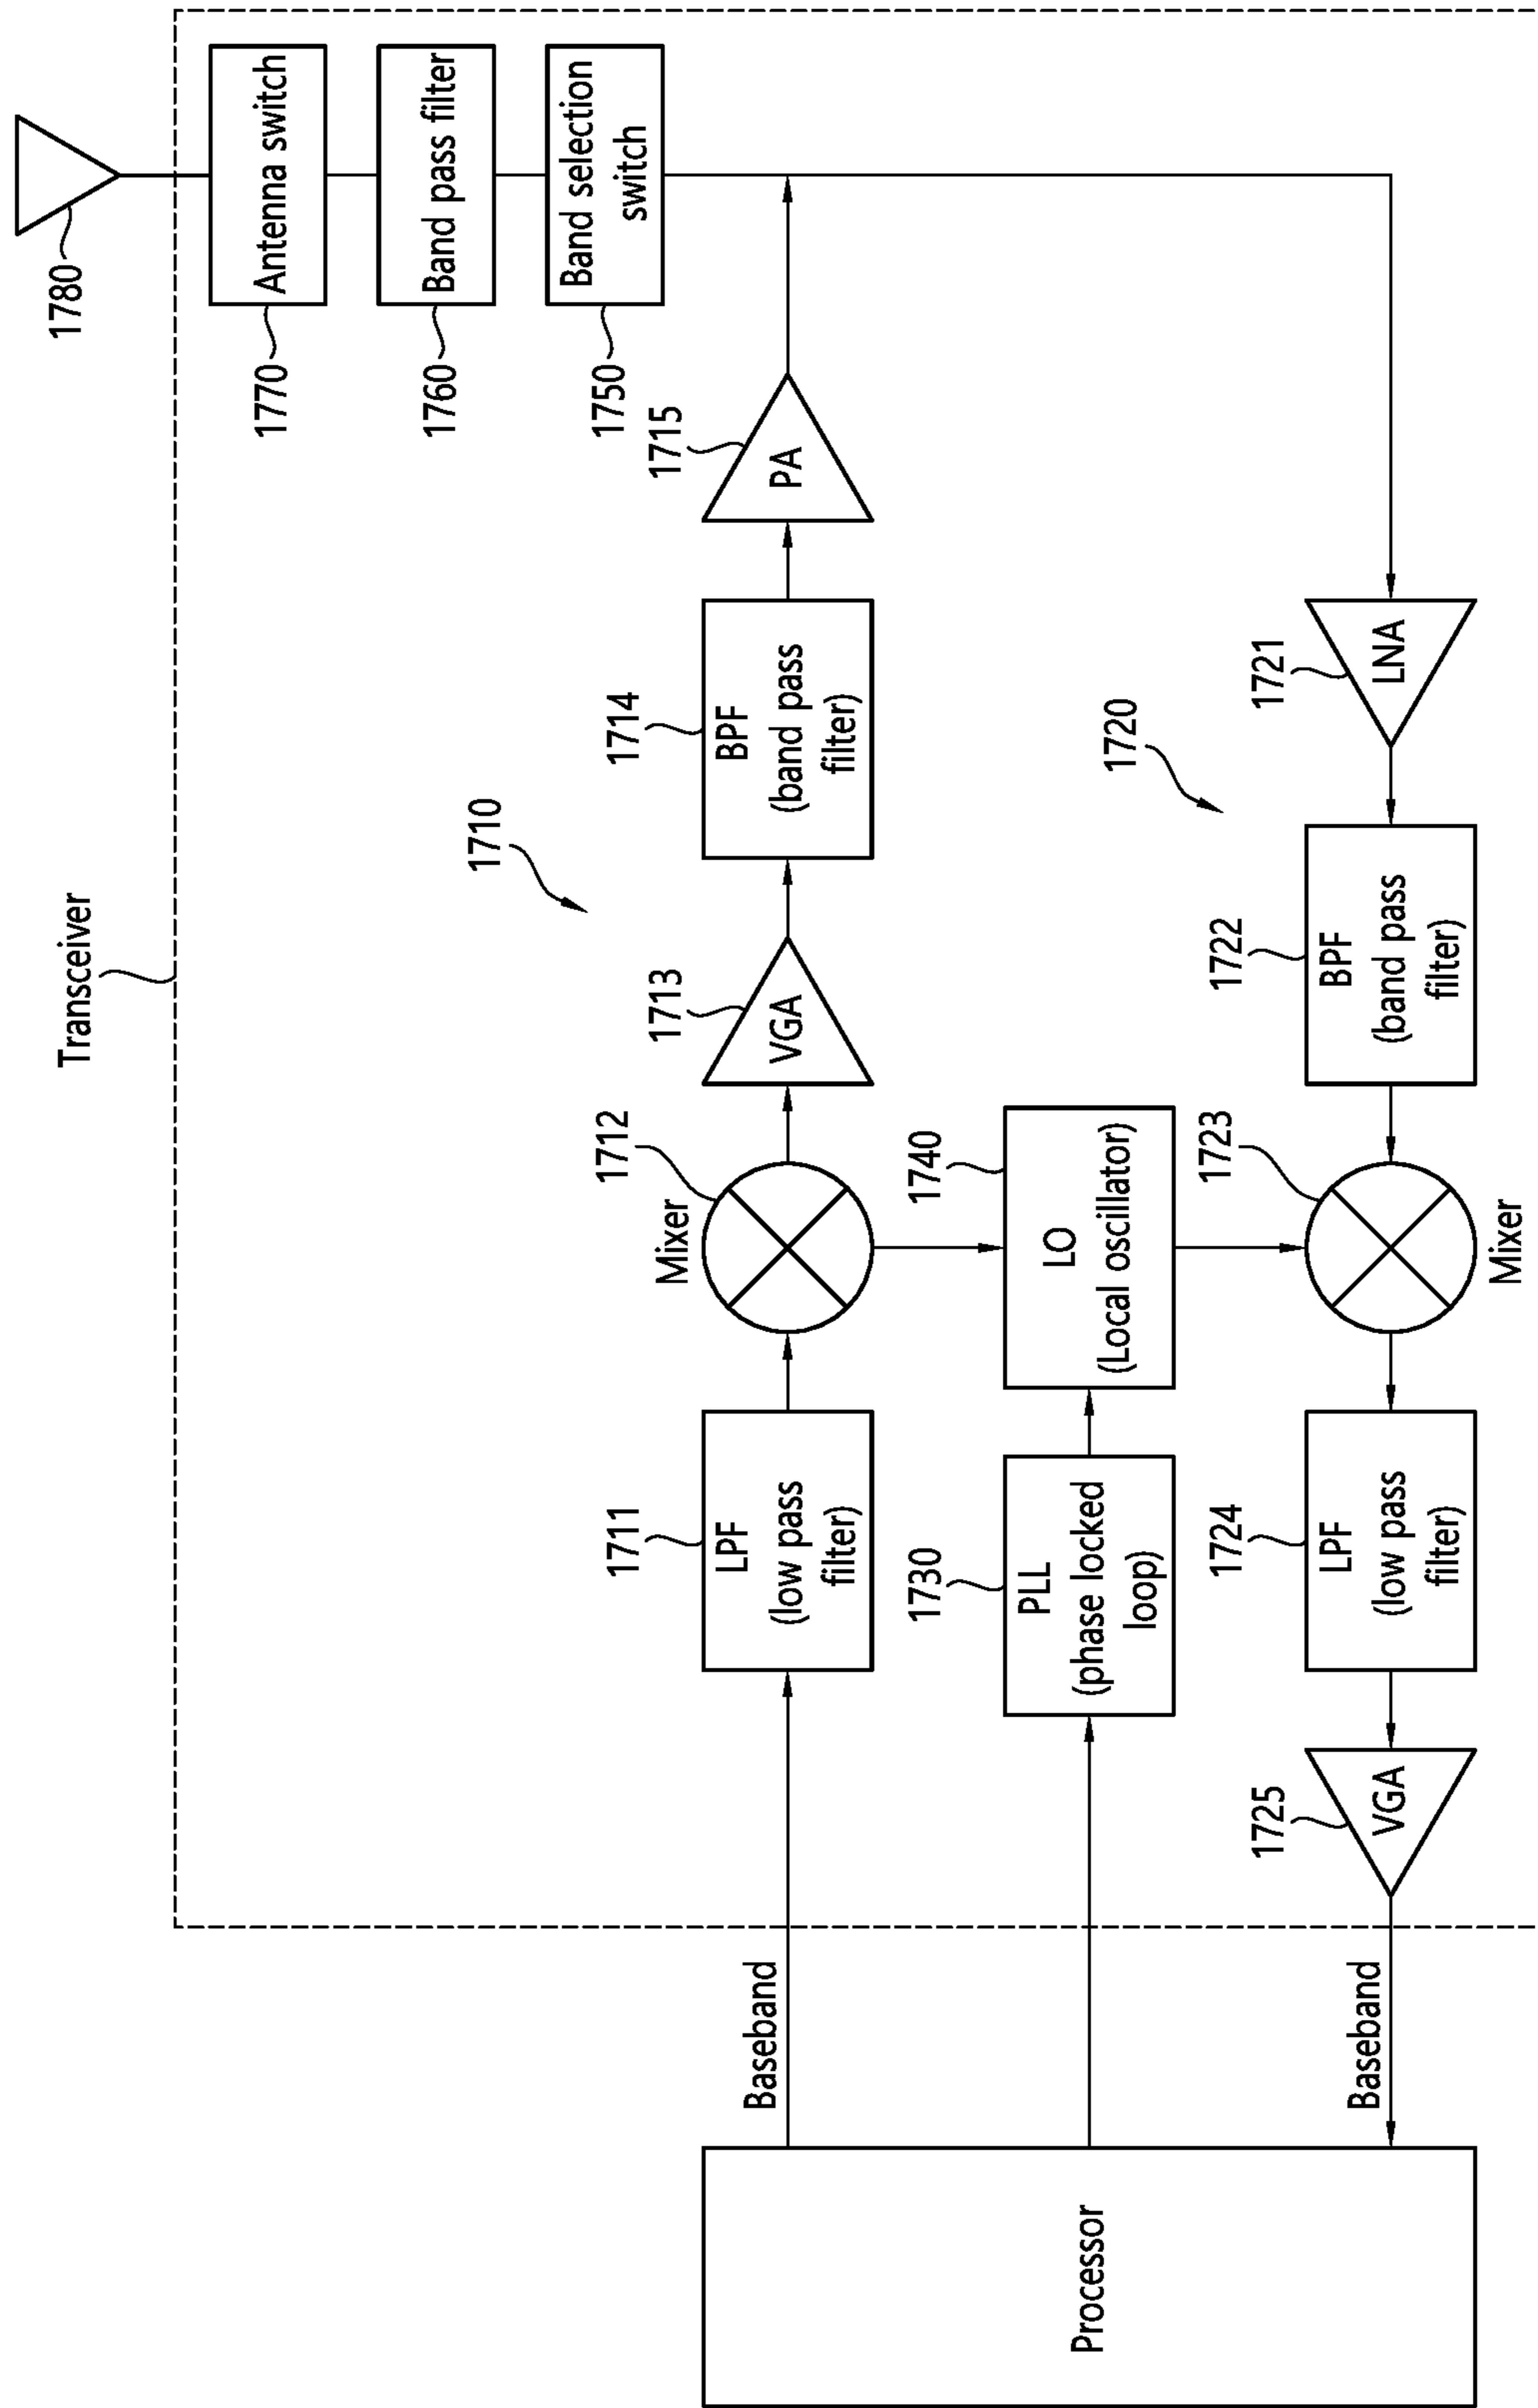 Transceiver
1780
1770
Antenna switch
1760
Band pass filter
1750
Band selection
switch
1710
1711
LPF
(low pass
filter)
Mixer
1712
1713
VGA
1714
BPF
(band pass
filter)
1715
PA
Baseband
Processor
1730
PLL
(phase locked
loop)
1740
LO
(Local oscillator)
1720
Baseband
1725
VGA
1724
LPF
(low pass
filter)
1723
Mixer
1722
BPF
(band pass
filter)
1721
LNA